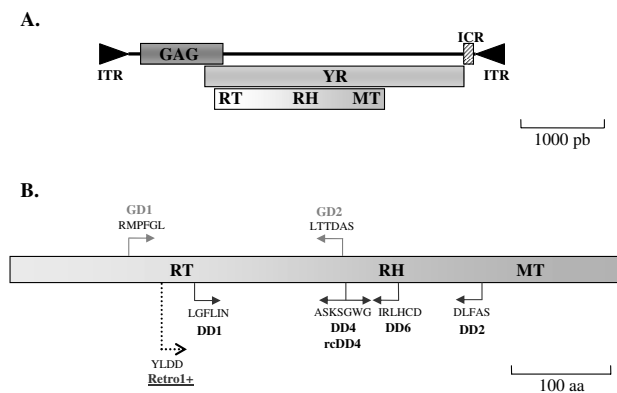 A.
ICR
GAG
ITR
YR
ITR
RT RH MT
1000 pb
B.
GD1
RMPFGL
GD2
LTTDAS
RT RH MT
LGFLIN
DD1
ASKSGWG
DD4
rcDD4
IRLHCD
DD6
DLFAS
DD2
YLDD
Retro1+
100 aa